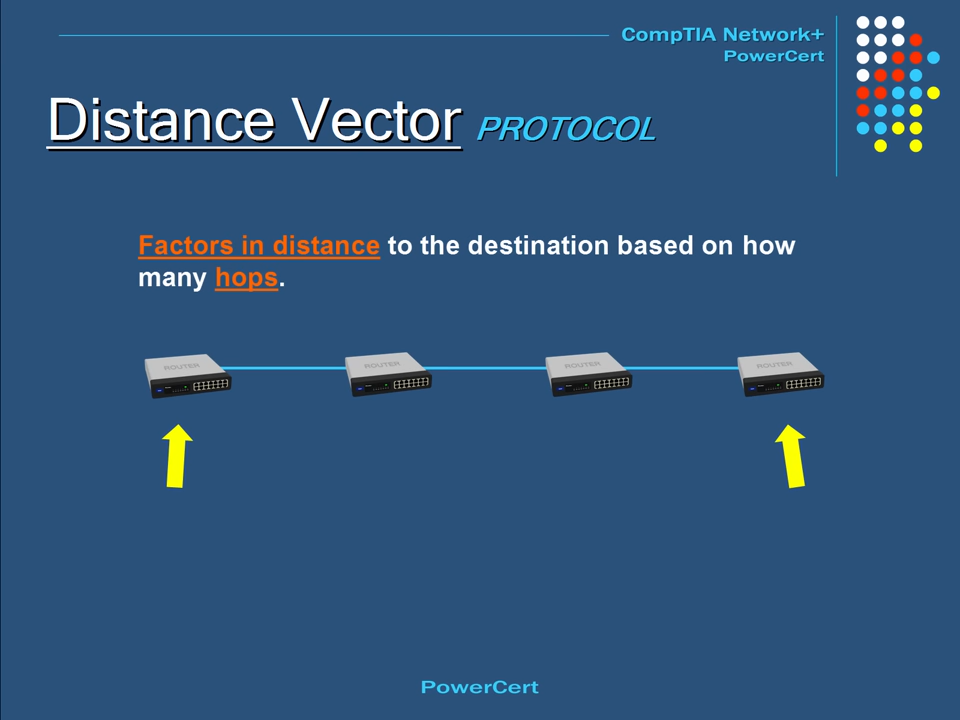 CompTIA Network+
PowerCert
Distance Vector PROTOCOL
Factors in distance to the destination based on how
many hops.
ROUTER ROUTER ROUTER ROUTER
PowerCert